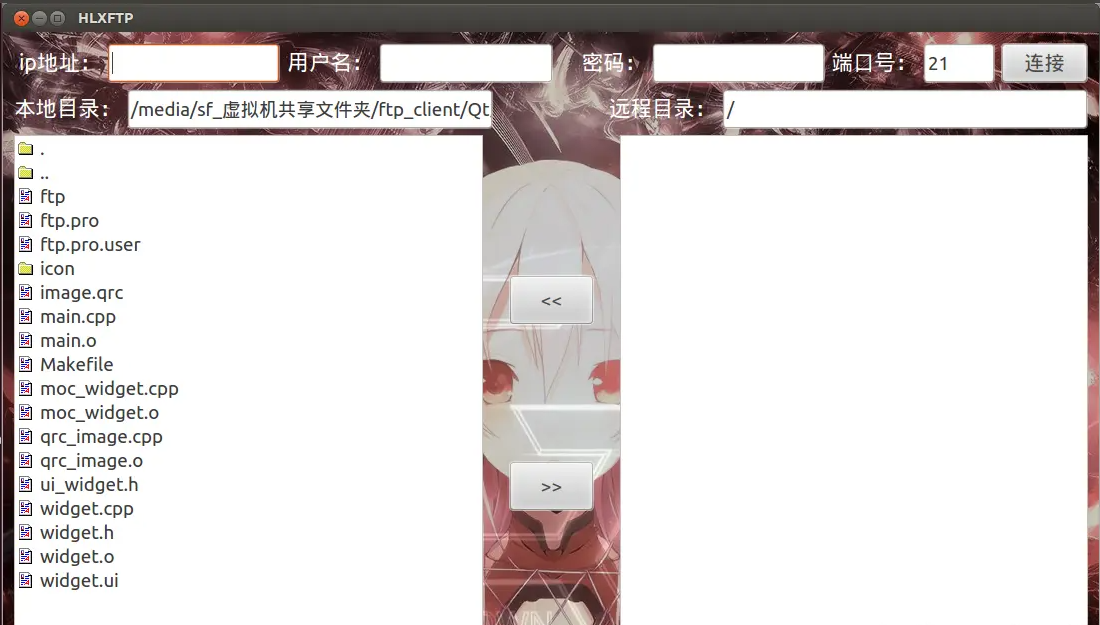 HLXFTP
ip地址： 用户名： 密码： 端口号： 21 连接
本地目录： /media/sf_虚拟机共享文件夹/ftp_client/Qt 远程目录： /
.
..
ftp
ftp.pro
ftp.pro.user
icon
image.qrc
main.cpp
main.o
Makefile
moc_widget.cpp
moc_widget.o
qrc_image.cpp
qrc_image.o
ui_widget.h
widget.cpp
widget.h
widget.o
widget.ui
<<
>>